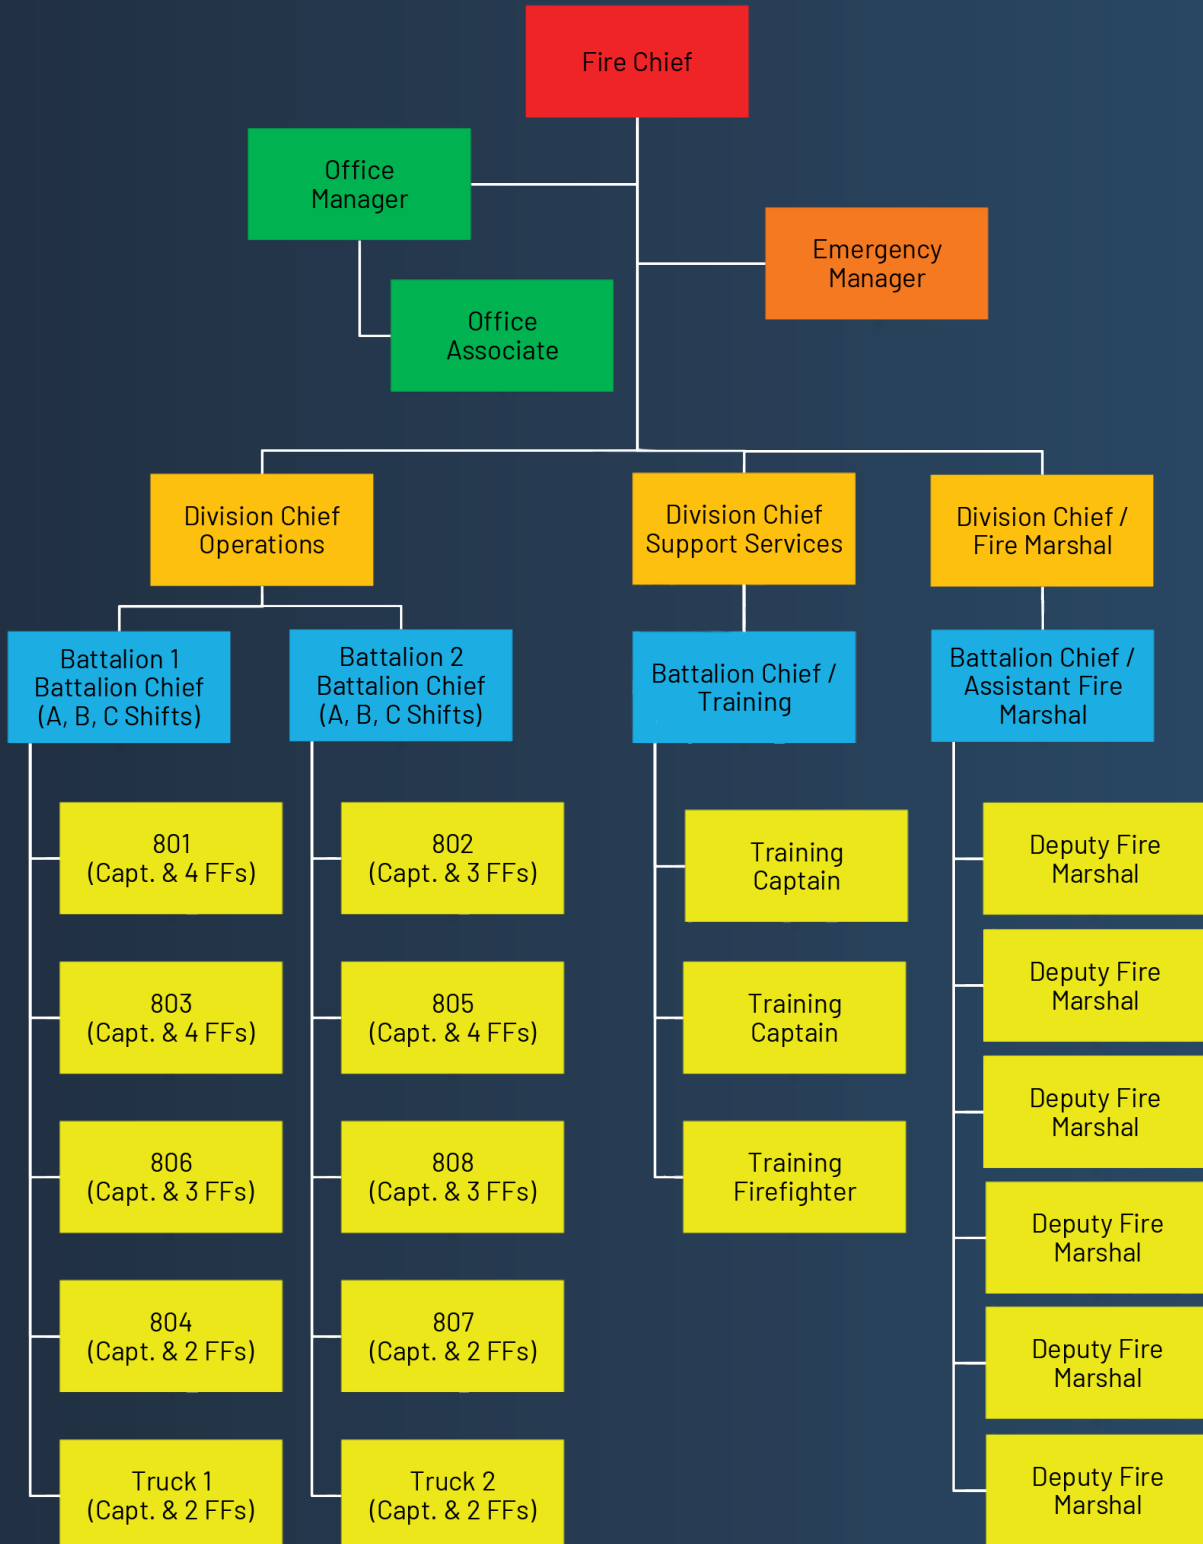 Fire Chief
Office
Manager
Emergency
Manager
Office
Associate
Division Chief
Operations
Division Chief
Support Services
Division Chief /
Fire Marshal
Battalion 1
Battalion Chief
(A, B, C Shifts)
Battalion 2
Battalion Chief
(A, B, C Shifts)
Battalion Chief /
Training
Battalion Chief /
Assistant Fire
Marshal
801
(Capt. & 4 FFs)
802
(Capt. & 3 FFs)
Training
Captain
Deputy Fire
Marshal
803
(Capt. & 4 FFs)
805
(Capt. & 4 FFs)
Training
Captain
Deputy Fire
Marshal
Deputy Fire
Marshal
806
(Capt. & 3 FFs)
808
(Capt. & 3 FFs)
Training
Firefighter
Deputy Fire
Marshal
804
(Capt. & 2 FFs)
807
(Capt. & 2 FFs)
Deputy Fire
Marshal
Truck 1
(Capt. & 2 FFs)
Truck 2
(Capt. & 2 FFs)
Deputy Fire
Marshal